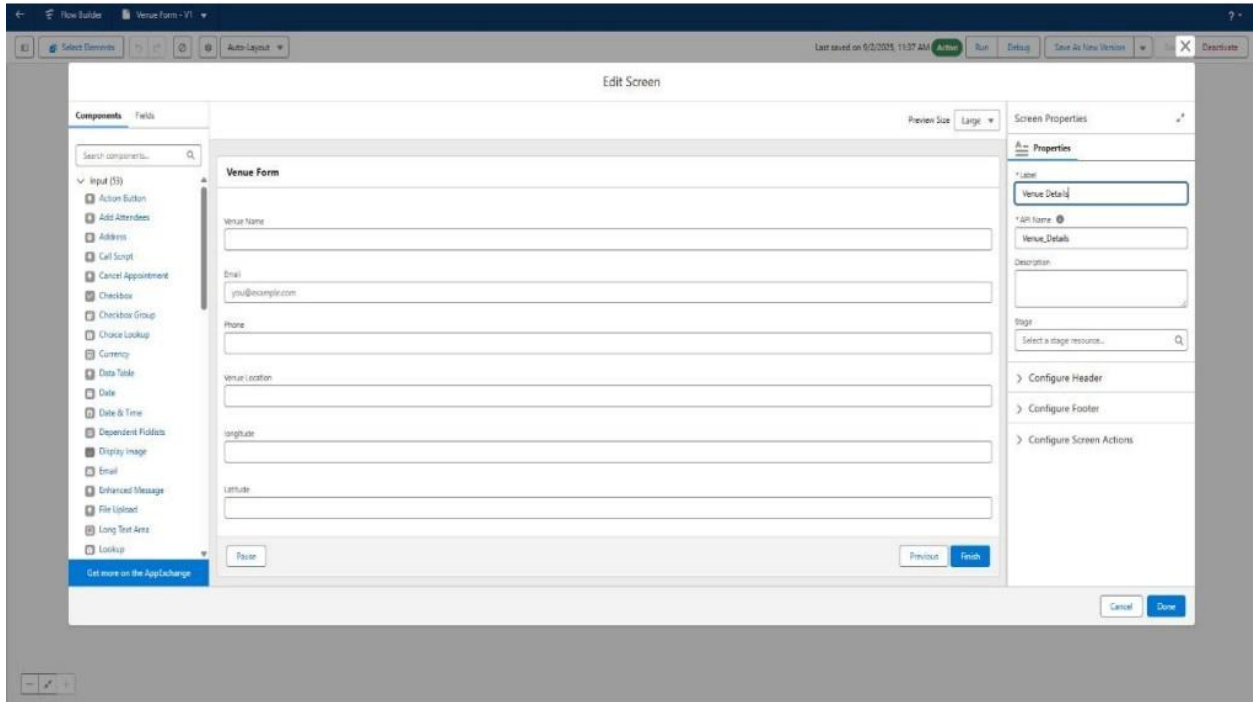 Flow Builder
Venue Form - V1
?
Select Elements
Auto-Layout
Last saved on 9/2/2025, 11:37 AM
Active
Run
Debug
Save As New Version
Deactivate
Edit Screen
Components
Fields
Search components...
Input (53)
Action Button
Add Attendees
Address
Call Script
Cancel Appointment
Checkbox
Checkbox Group
Choice Lookup
Currency
Data Table
Date
Date & Time
Dependent Picklists
Display Image
Email
Enhanced Message
File Upload
Long Text Area
Lookup
Get more on the AppExchange
Preview Size
Large
Venue Form
Venue Name
Email
you@example.com
Phone
Venue Location
longitude
Latitude
Pause
Previous
Finish
Screen Properties
Properties
* Label
Venue Details
* API Name
Venue_Details
Description
Stage
Select a stage resource...
Configure Header
Configure Footer
Configure Screen Actions
Cancel
Done